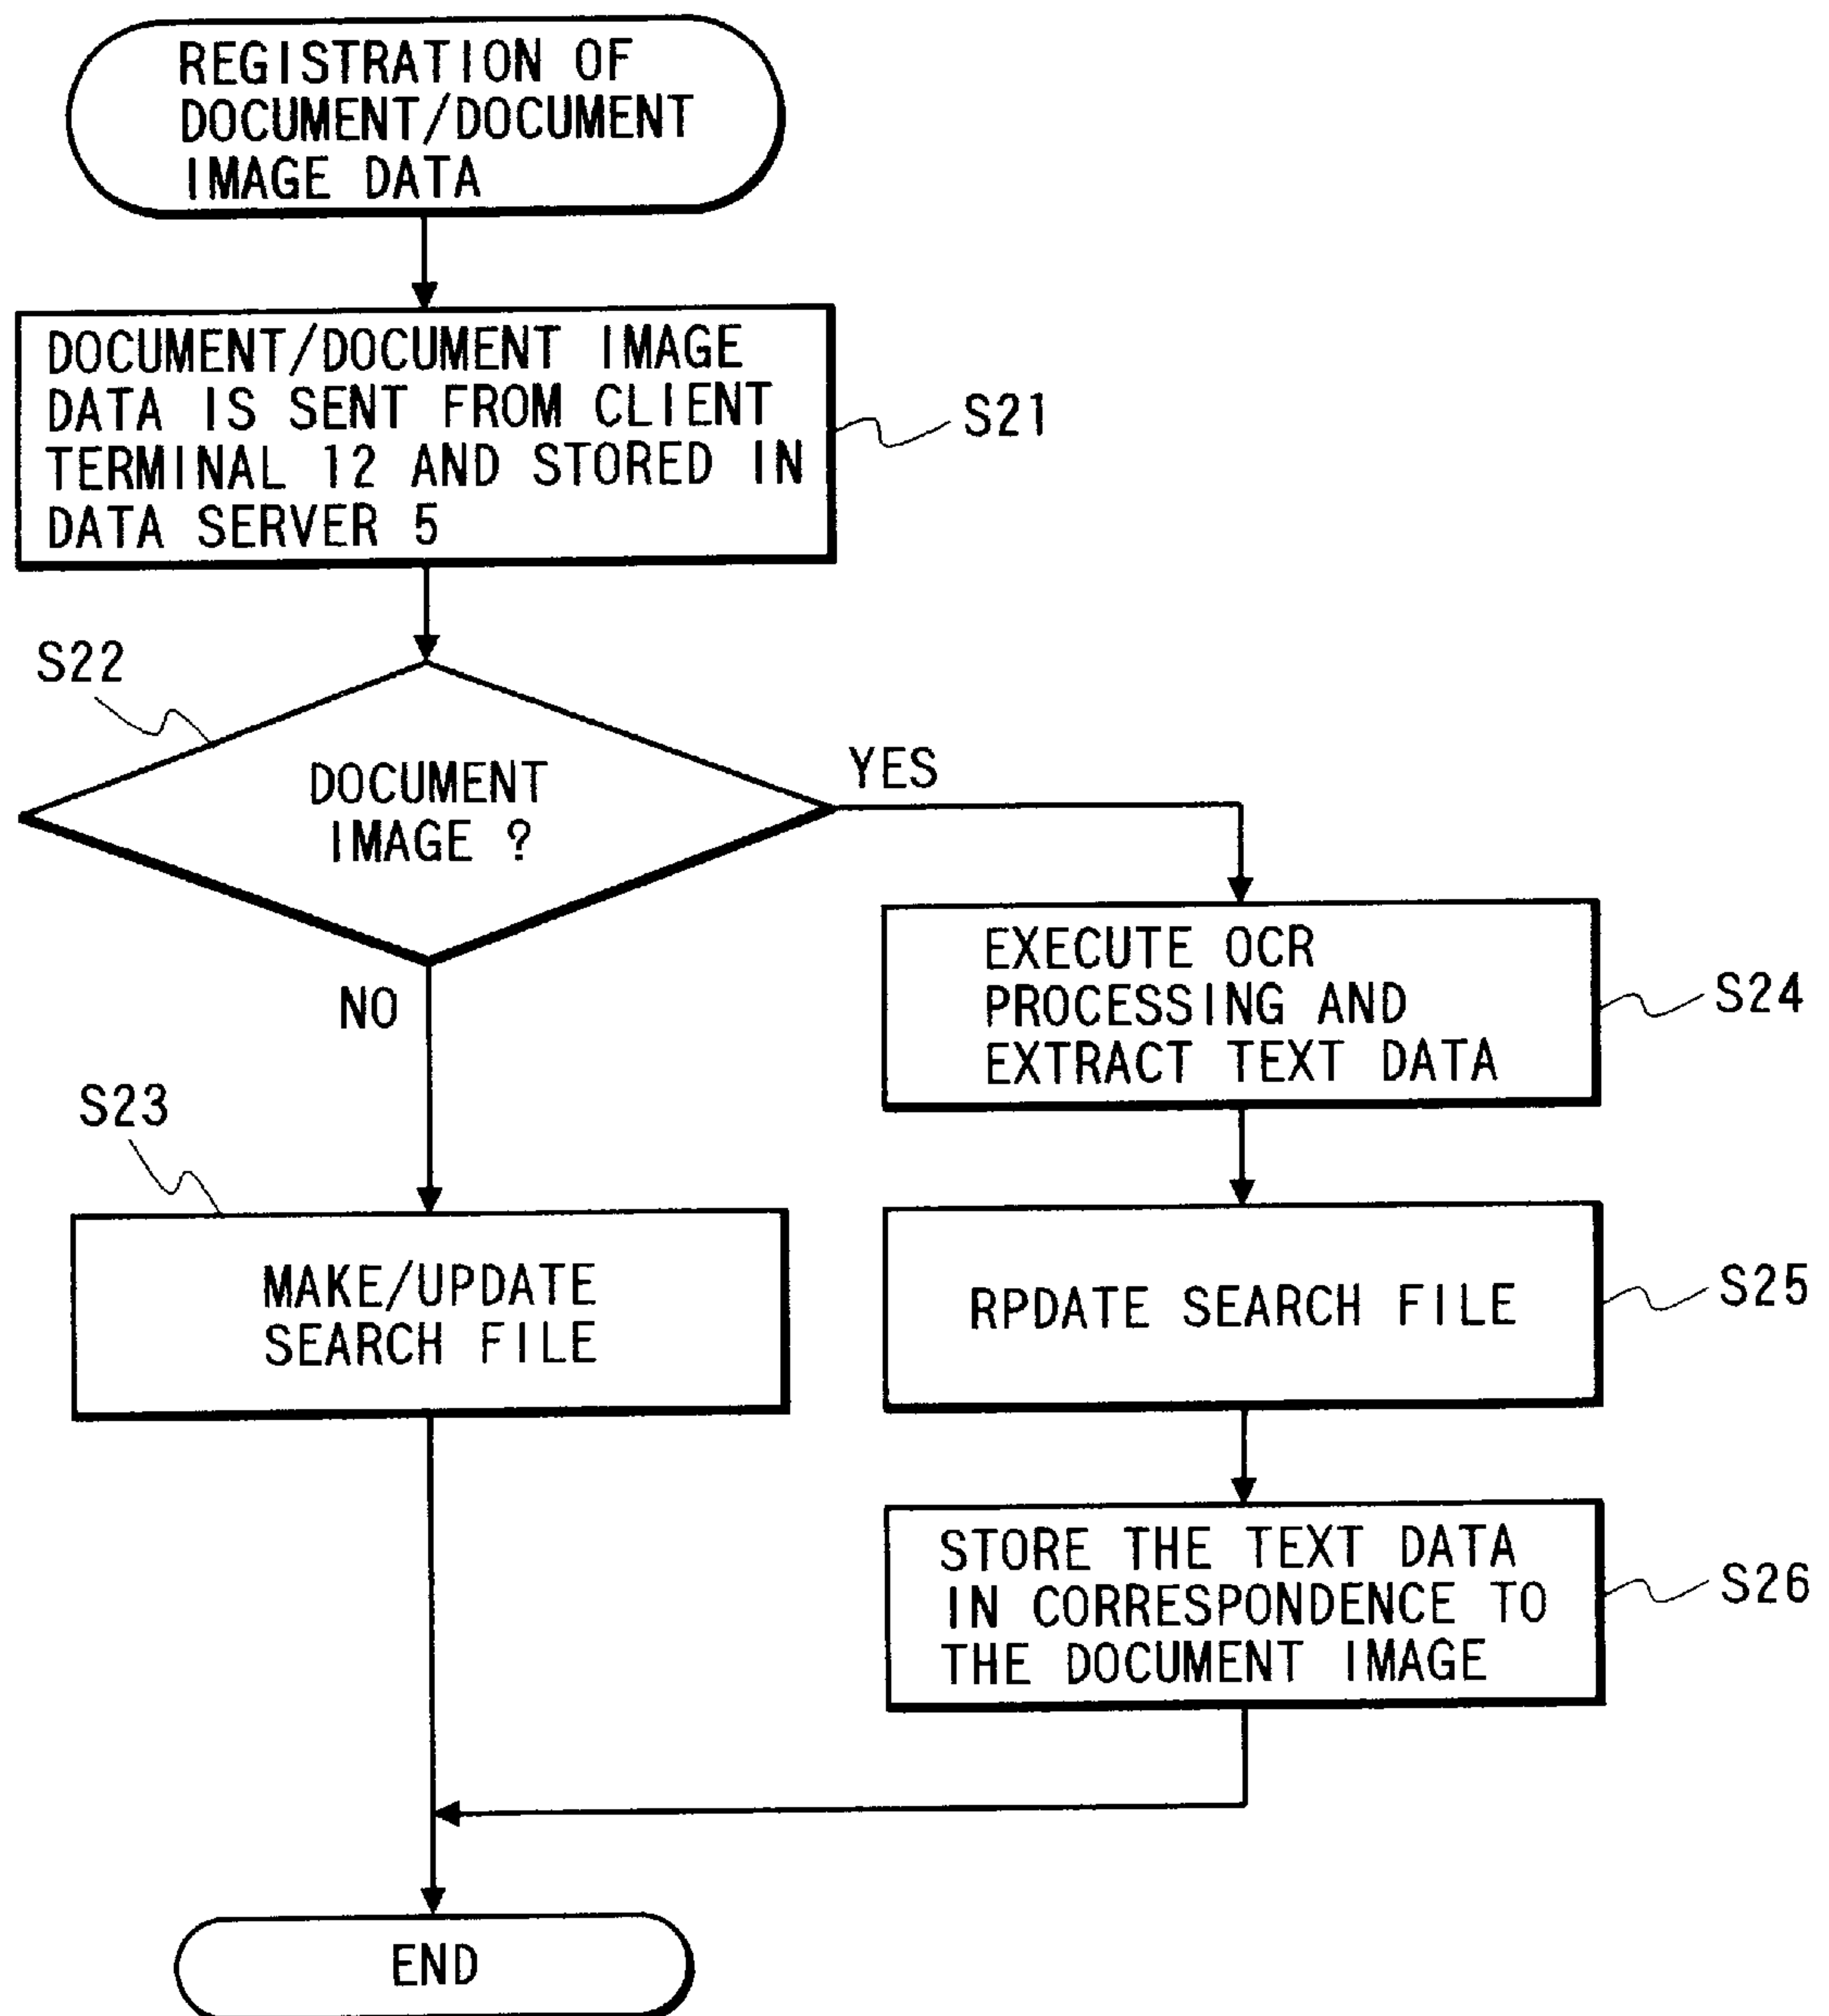 REGISTRATION OF
DOCUMENT/DOCUMENT
IMAGE DATA
DOCUMENT/DOCUMENT IMAGE
DATA IS SENT FROM CLIENT
TERMINAL 12 AND STORED IN
DATA SERVER 5
S21
S22
DOCUMENT
IMAGE ?
YES
NO
EXECUTE OCR
PROCESSING AND
EXTRACT TEXT DATA
S24
S23
MAKE/UPDATE
SEARCH FILE
RPDATE SEARCH FILE
S25
STORE THE TEXT DATA
IN CORRESPONDENCE TO
THE DOCUMENT IMAGE
S26
END